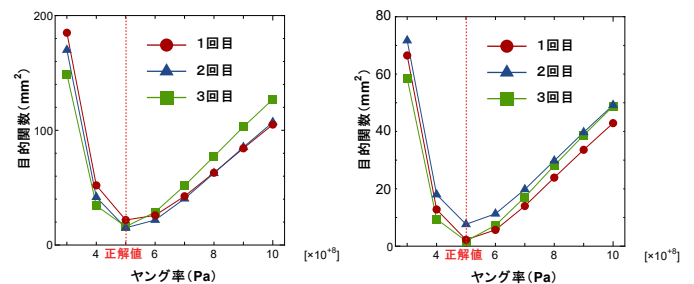 200
100
0
目的関数(mm²)
1回目
2回目
3回目
4 正解値 6 8 10
[×10⁺⁸]
ヤング率(Pa)
80
60
40
20
0
目的関数(mm²)
1回目
2回目
3回目
4 正解値 6 8 10
[×10⁺⁸]
ヤング率(Pa)